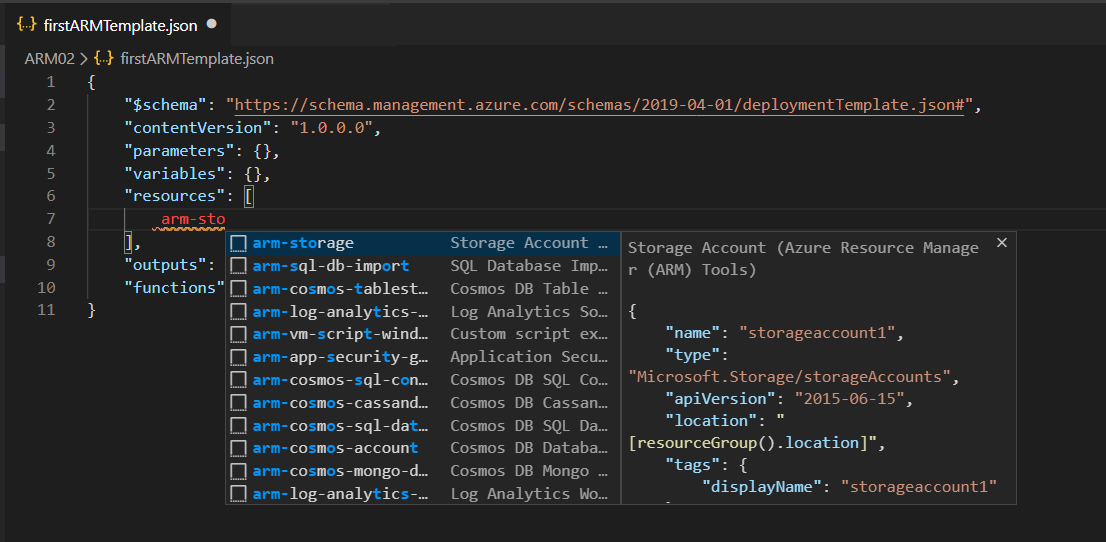 {..} firstARMTemplate.json ●
ARM02 > {..} firstARMTemplate.json
1 {
2 "$schema": "https://schema.management.azure.com/schemas/2019-04-01/deploymentTemplate.json#",
3 "contentVersion": "1.0.0.0",
4 "parameters": {},
5 "variables": {},
6 "resources": [
7 arm-sto
8 ],
9 "outputs":
10 "functions"
11 }
arm-storage Storage Account …
arm-sql-db-import SQL Database Imp…
arm-cosmos-tablest… Cosmos DB Table …
arm-log-analytics-… Log Analytics So…
arm-vm-script-wind… Custom script ex…
arm-app-security-g… Application Secu…
arm-cosmos-sql-con… Cosmos DB SQL Co…
arm-cosmos-cassand… Cosmos DB Cassan…
arm-cosmos-sql-dat… Cosmos DB SQL Da…
arm-cosmos-account Cosmos DB Databa…
arm-cosmos-mongo-d… Cosmos DB Mongo …
arm-log-analytics-… Log Analytics Wo…
Storage Account (Azure Resource Manage
r (ARM) Tools)
{
"name": "storageaccount1",
"type":
"Microsoft.Storage/storageAccounts",
"apiVersion": "2015-06-15",
"location": "
[resourceGroup().location]",
"tags": {
"displayName": "storageaccount1"